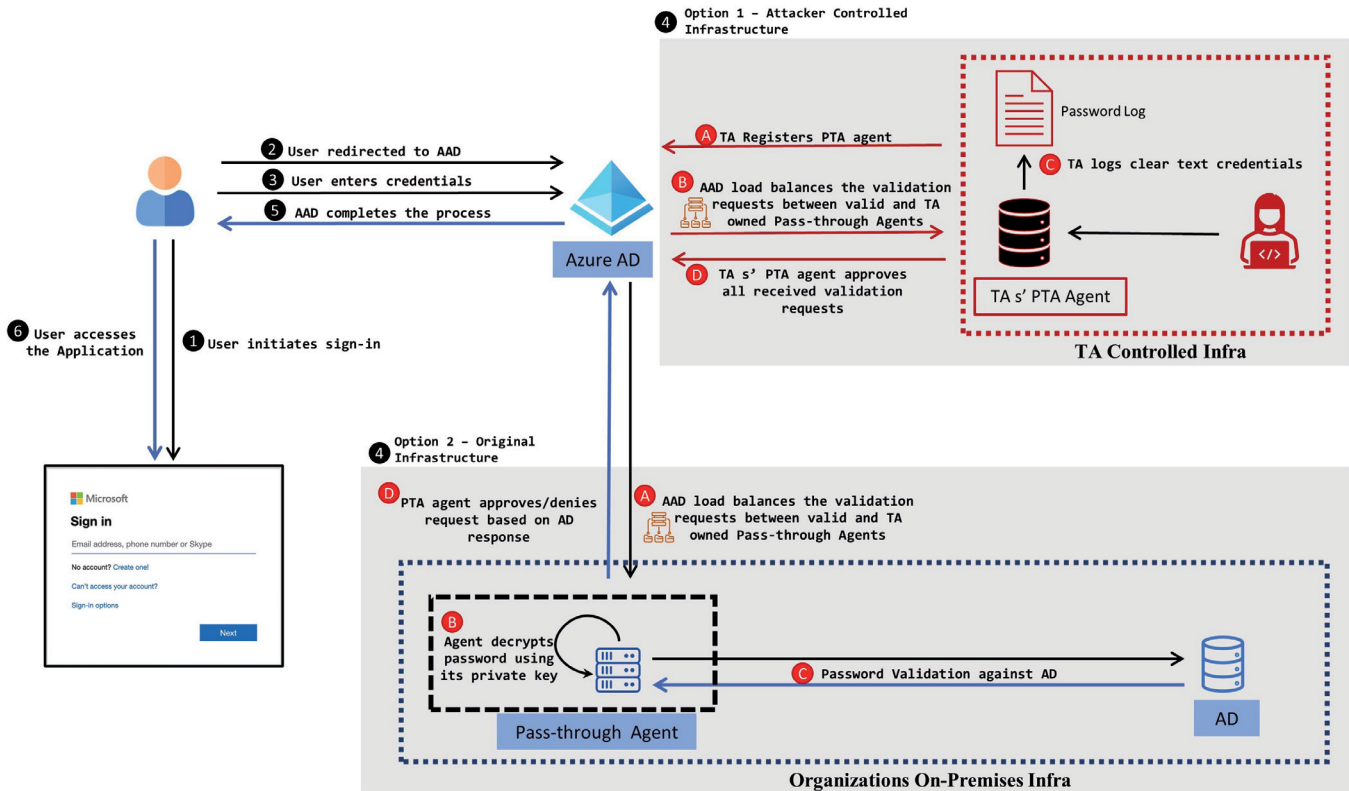 4 Option 1 – Attacker Controlled
Infrastructure
Password Log
A TA Registers PTA agent
C TA logs clear text credentials
B AAD load balances the validation
requests between valid and TA
owned Pass-through Agents
</>
D TA s’ PTA agent approves
all received validation
requests
TA s’ PTA Agent
TA Controlled Infra
2 User redirected to AAD
3 User enters credentials
5 AAD completes the process
Azure AD
6 User accesses
the Application
1 User initiates sign-in
Microsoft
Sign in
Email address, phone number or Skype
No account? Create one!
Can't access your account?
Sign-in options
Next
4 Option 2 – Original
Infrastructure
D PTA agent approves/denies
request based on AD
response
A AAD load balances the validation
requests between valid and TA
owned Pass-through Agents
B
Agent decrypts
password using
its private key
Pass-through Agent
C Password Validation against AD
AD
Organizations On-Premises Infra